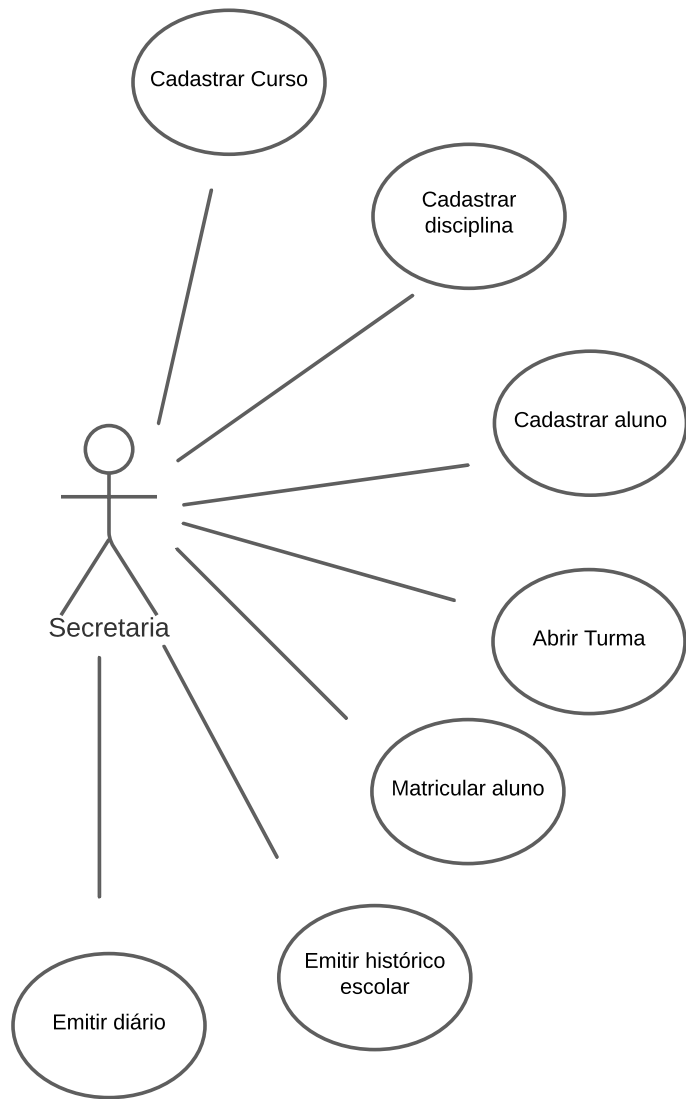 Cadastrar Curso
Cadastrar
disciplina
Cadastrar aluno
Secretaria
Abrir Turma
Matricular aluno
Emitir histórico
escolar
Emitir diário